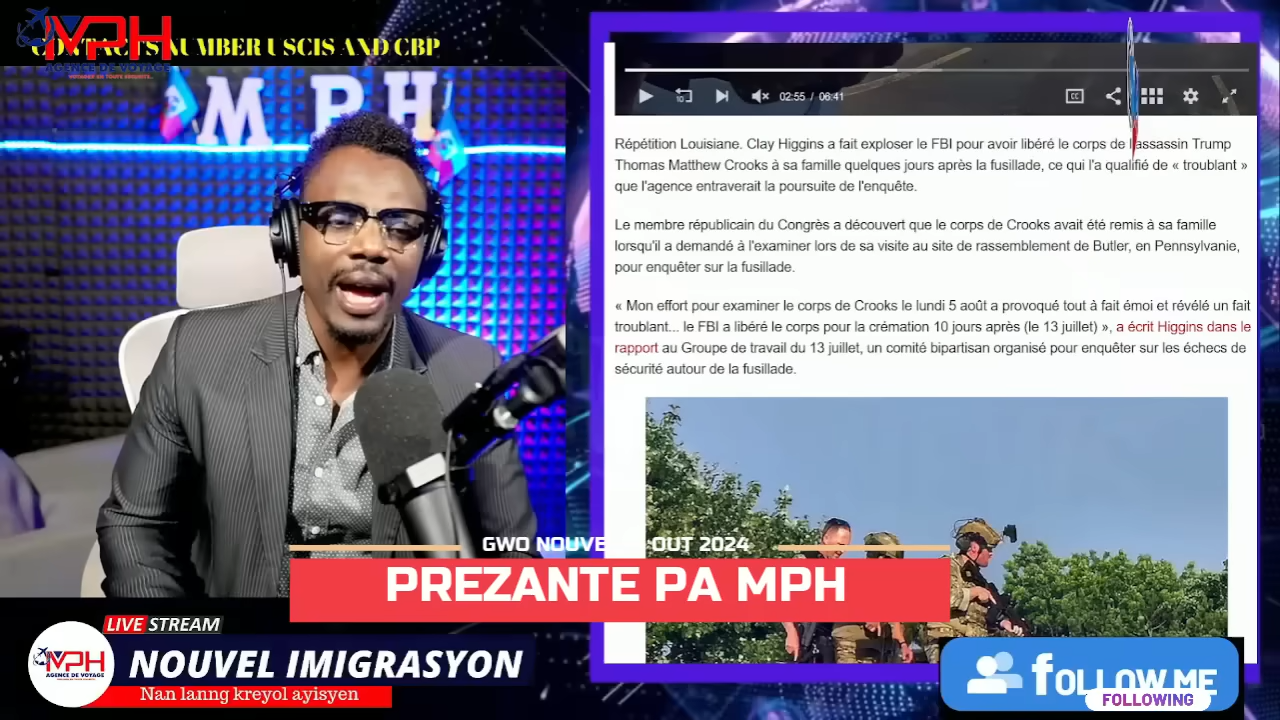 CONTACTS NUMBER USCIS AND CBP
MPH
AGENCE DE VOYAGE
MPH
02:55 / 06:41
10
CC
Répétition Louisiane. Clay Higgins a fait exploser le FBI pour avoir libéré le corps de l'assassin Trump
Thomas Matthew Crooks à sa famille quelques jours après la fusillade, ce qui l'a qualifié de « troublant »
que l'agence entraverait la poursuite de l'enquête.
Le membre républicain du Congrès a découvert que le corps de Crooks avait été remis à sa famille
lorsqu'il a demandé à l'examiner lors de sa visite au site de rassemblement de Butler, en Pennsylvanie,
pour enquêter sur la fusillade.
« Mon effort pour examiner le corps de Crooks le lundi 5 août a provoqué tout à fait émoi et révélé un fait
troublant... le FBI a libéré le corps pour la crémation 10 jours après (le 13 juillet) », a écrit Higgins dans le
rapport au Groupe de travail du 13 juillet, un comité bipartisan organisé pour enquêter sur les échecs de
sécurité autour de la fusillade.
GWO NOUVEL OUT 2024
PREZANTE PA MPH
LIVE STREAM
MPH
AGENCE DE VOYAGE
NOUVEL IMIGRASYON
Nan lanng kreyol ayisyen
fOLLOW.ME
FOLLOWING